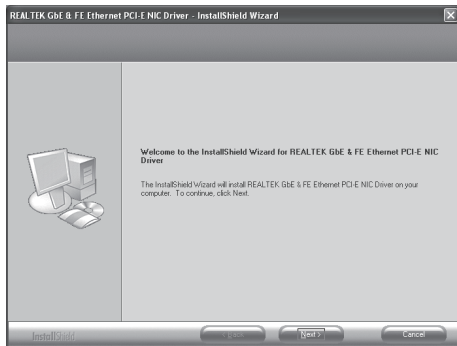 REALTEK GbE & FE Ethernet PCI-E NIC Driver - InstallShield Wizard
Welcome to the InstallShield Wizard for REALTEK GbE & FE Ethernet PCI-E NIC
Driver
The InstallShield Wizard will install REALTEK GbE & FE Ethernet PCI-E NIC Driver on your
computer. To continue, click Next.
InstallShield
< Back
Next >
Cancel